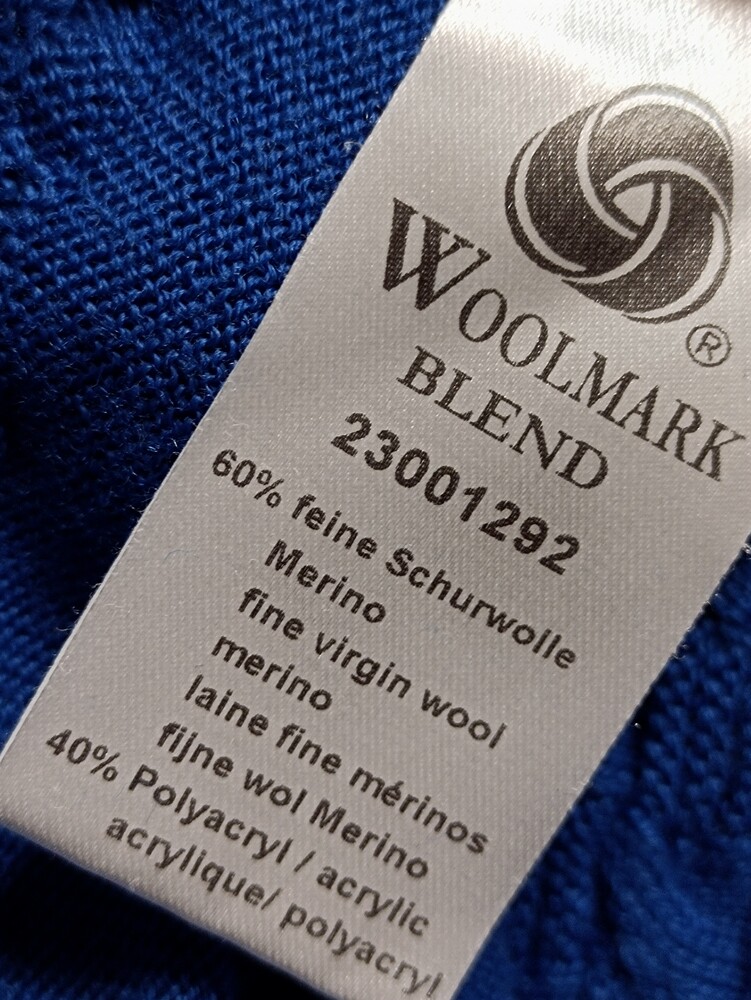 WOOLMARK
®
BLEND
23001292
60% feine Schurwolle
Merino
fine virgin wool
merino
laine fine mérinos
fijne wol Merino
40% Polyacryl / acrylic
acrylique/ polyacryl